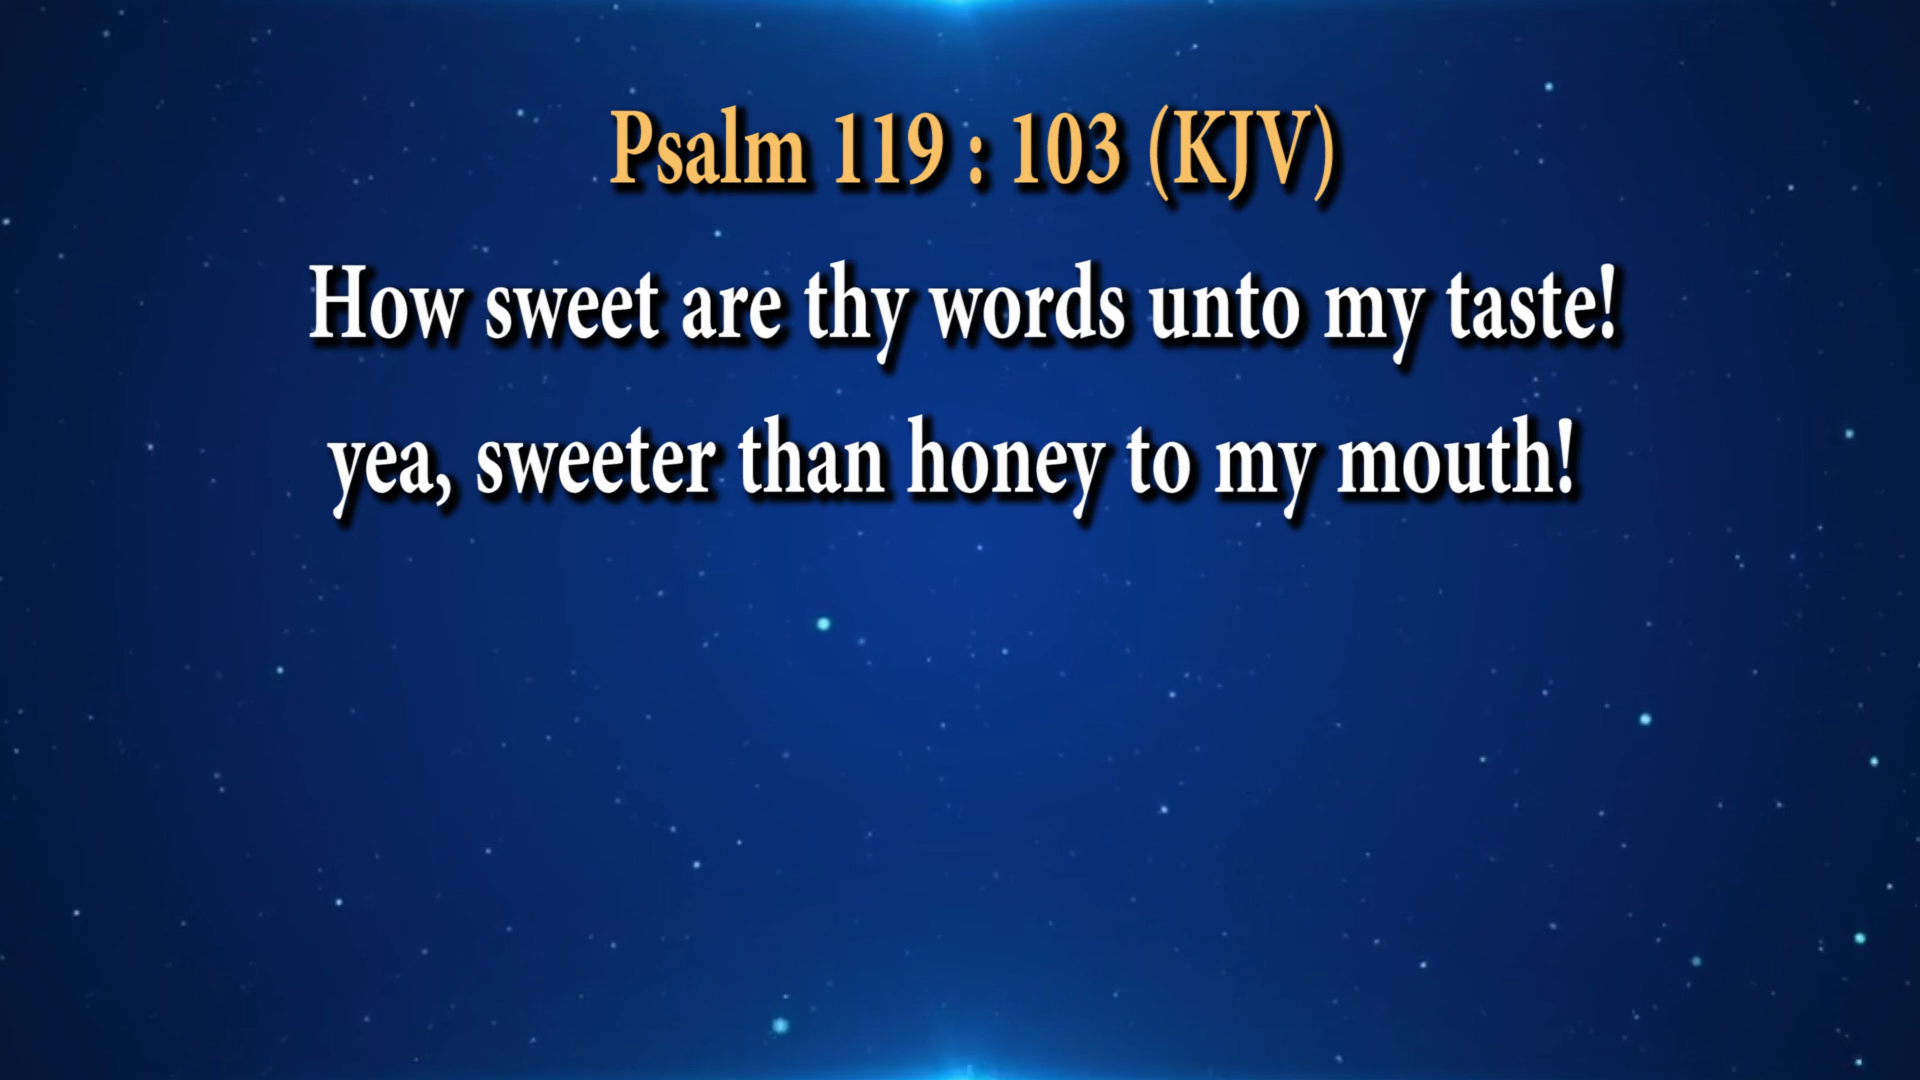 Psalm 119 : 103 (KJV)
How sweet are thy words unto my taste!
yea, sweeter than honey to my mouth!